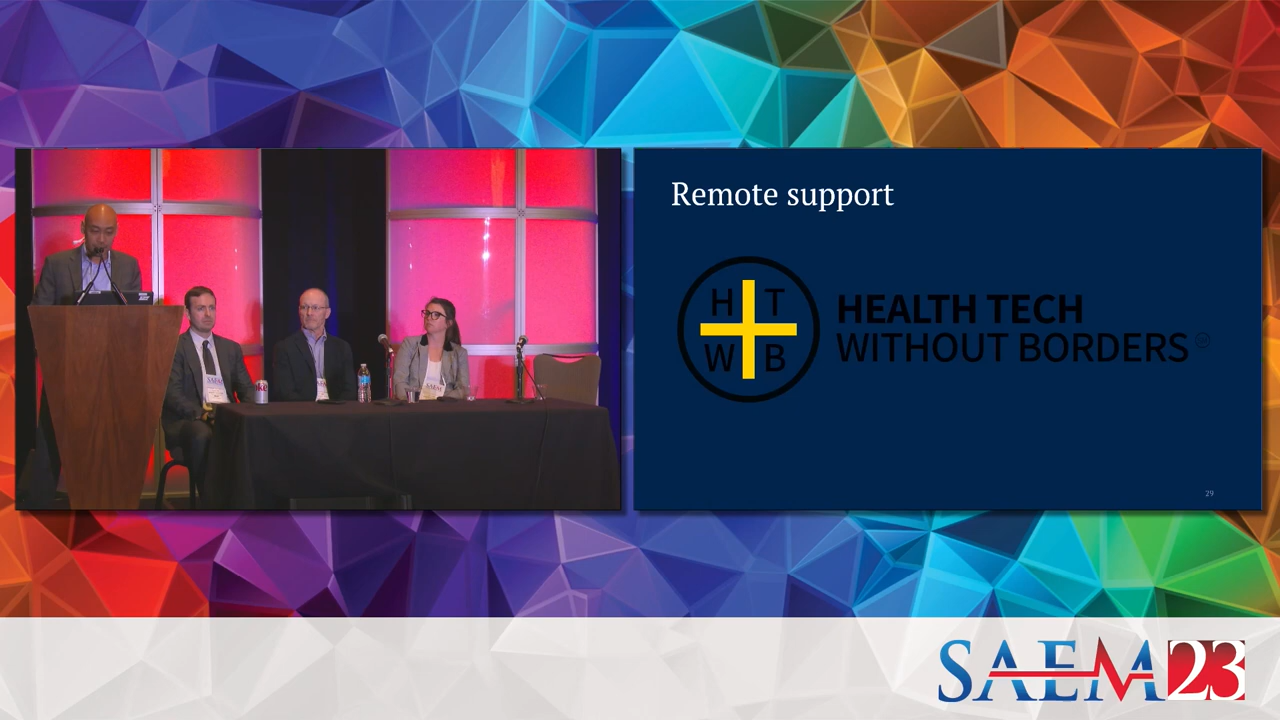 Remote support
H T
W B
HEALTH TECH
WITHOUT BORDERS
29
SAEM23